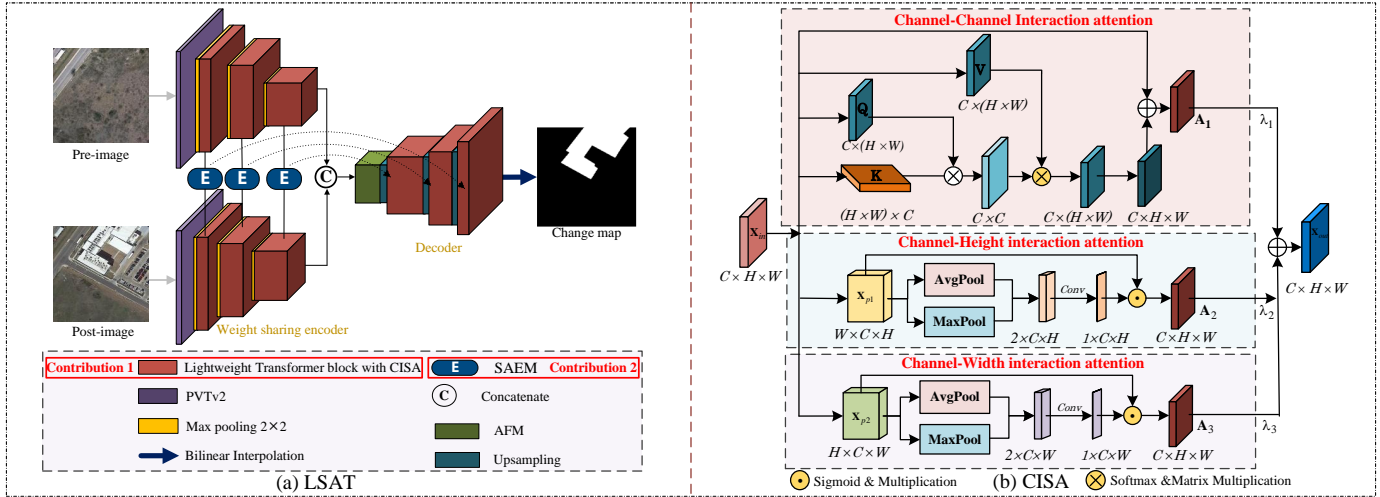 Pre-image
Post-image
E
E
E
C
Weight sharing encoder
Decoder
Change map
Contribution 1
Lightweight Transformer block with CISA
E
SAEM
Contribution 2
PVTv2
C
Concatenate
Max pooling 2×2
AFM
Bilinear Interpolation
Upsampling
(a) LSAT
Channel-Channel Interaction attention
V
C×(H×W)
Q
C×(H×W)
K
(H×W)×C
C×C
C×(H×W)
C×H×W
A1
λ1
Xin
C×H×W
Channel-Height interaction attention
Xp1
W×C×H
AvgPool
MaxPool
2×C×H
Conv
1×C×H
C×H×W
A2
λ2
C×H×W
Channel-Width interaction attention
Xp2
H×C×W
AvgPool
MaxPool
2×C×W
Conv
1×C×W
C×H×W
A3
λ3
Sigmoid & Multiplication
(b) CISA
Softmax &Matrix Multiplication